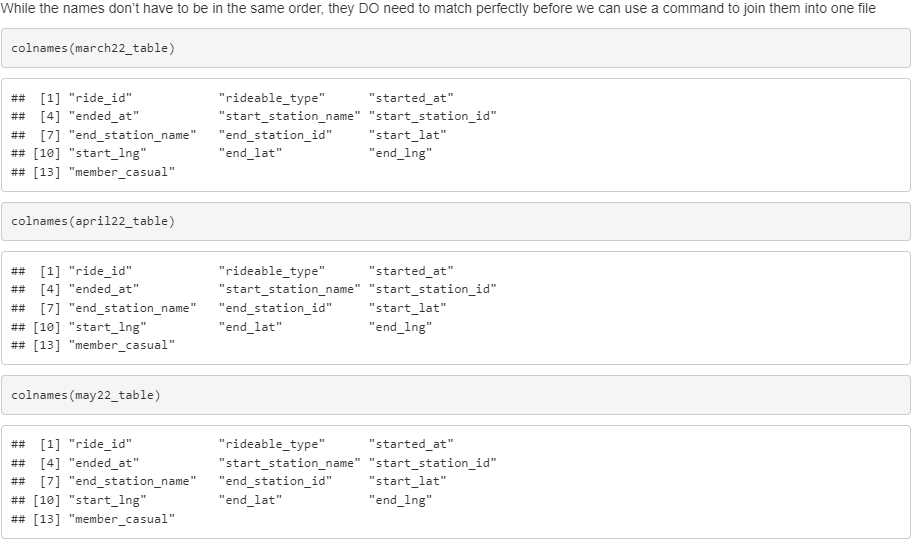 While the names don't have to be in the same order, they DO need to match perfectly before we can use a command to join them into one file
colnames(march22_table)
##  [1] "ride_id"            "rideable_type"      "started_at"
##  [4] "ended_at"           "start_station_name" "start_station_id"
##  [7] "end_station_name"   "end_station_id"     "start_lat"
## [10] "start_lng"          "end_lat"            "end_lng"
## [13] "member_casual"
colnames(april22_table)
##  [1] "ride_id"            "rideable_type"      "started_at"
##  [4] "ended_at"           "start_station_name" "start_station_id"
##  [7] "end_station_name"   "end_station_id"     "start_lat"
## [10] "start_lng"          "end_lat"            "end_lng"
## [13] "member_casual"
colnames(may22_table)
##  [1] "ride_id"            "rideable_type"      "started_at"
##  [4] "ended_at"           "start_station_name" "start_station_id"
##  [7] "end_station_name"   "end_station_id"     "start_lat"
## [10] "start_lng"          "end_lat"            "end_lng"
## [13] "member_casual"